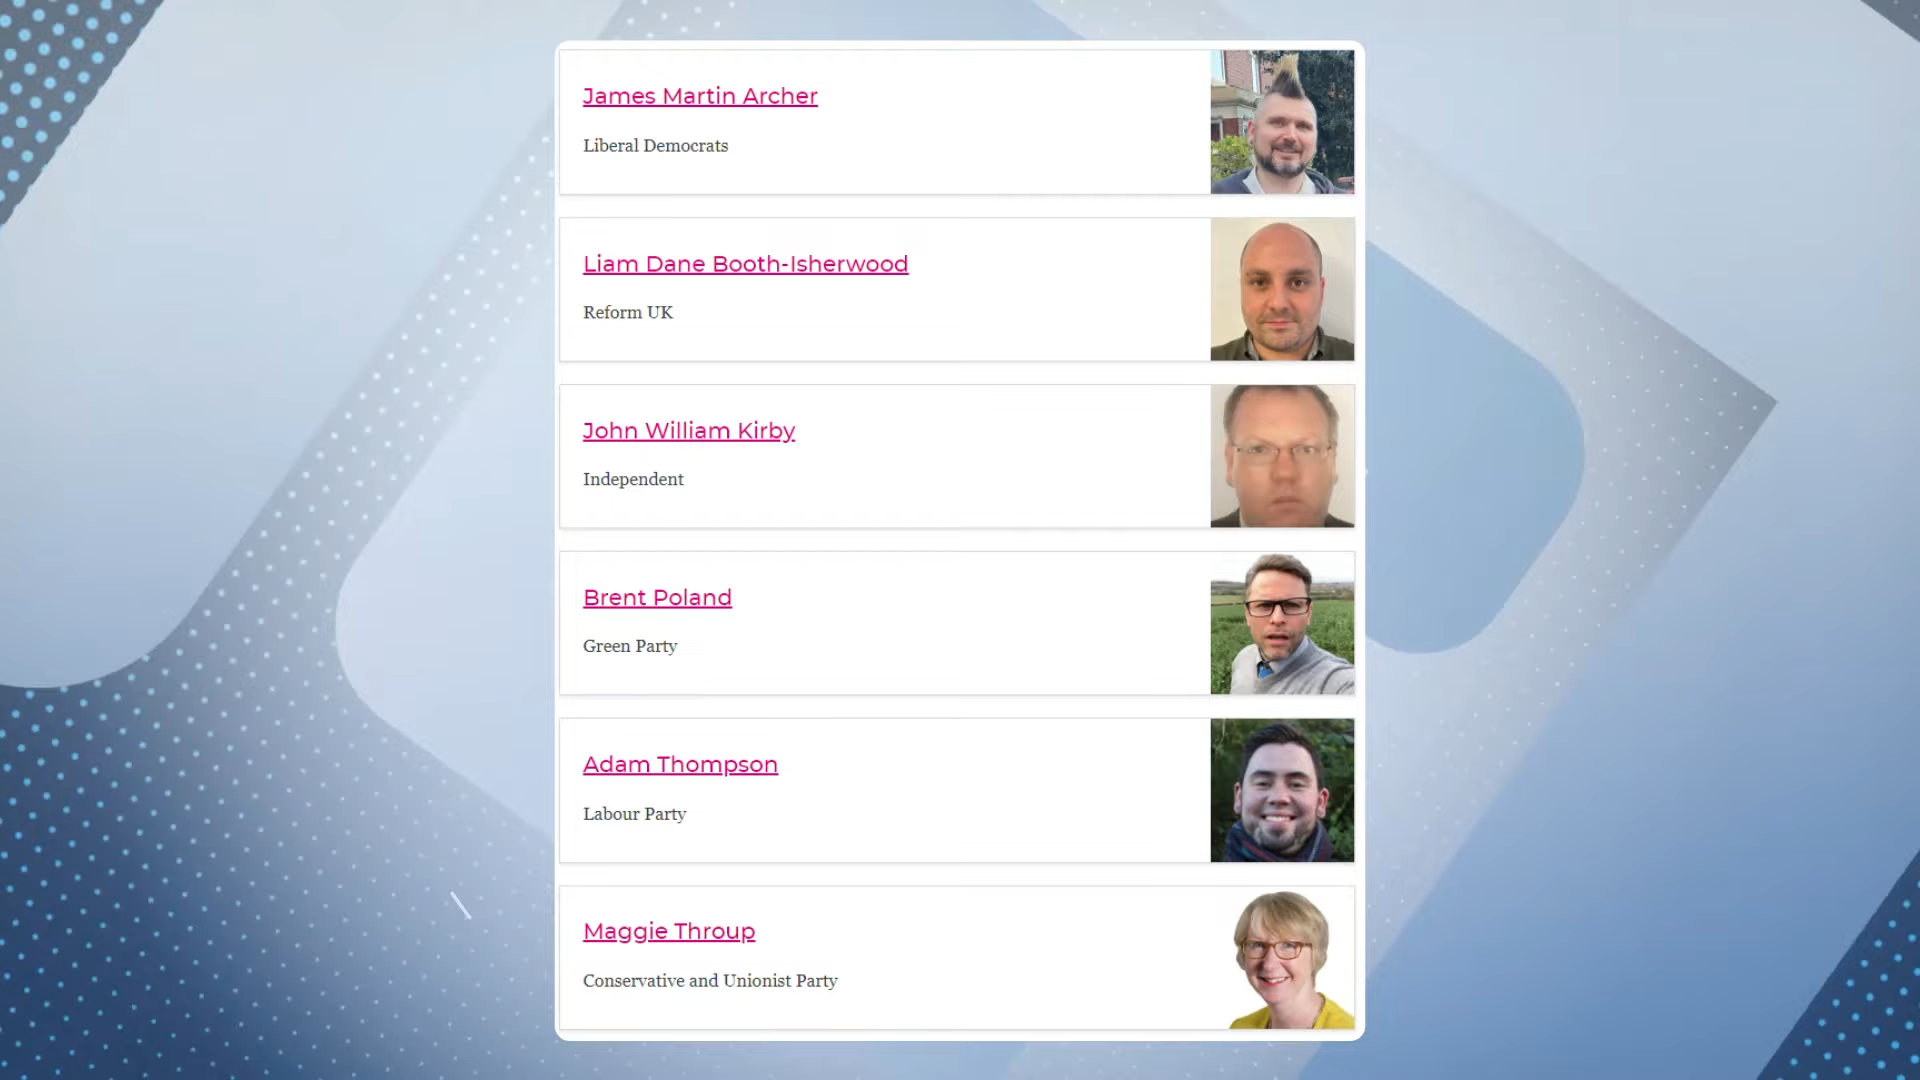 James Martin Archer
Liberal Democrats
Liam Dane Booth-Isherwood
Reform UK
John William Kirby
Independent
Brent Poland
Green Party
Adam Thompson
Labour Party
Maggie Throup
Conservative and Unionist Party